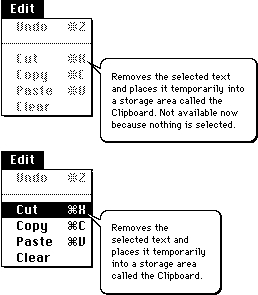 Edit
Undo ⌘Z
Cut ⌘X
Copy ⌘C
Paste ⌘V
Clear
Removes the selected text
and places it temporarily into
a storage area called the
Clipboard. Not available now
because nothing is selected.
Edit
Undo ⌘Z
Cut ⌘X
Copy ⌘C
Paste ⌘V
Clear
Removes the
selected text and
places it temporarily
into a storage area
called the Clipboard.